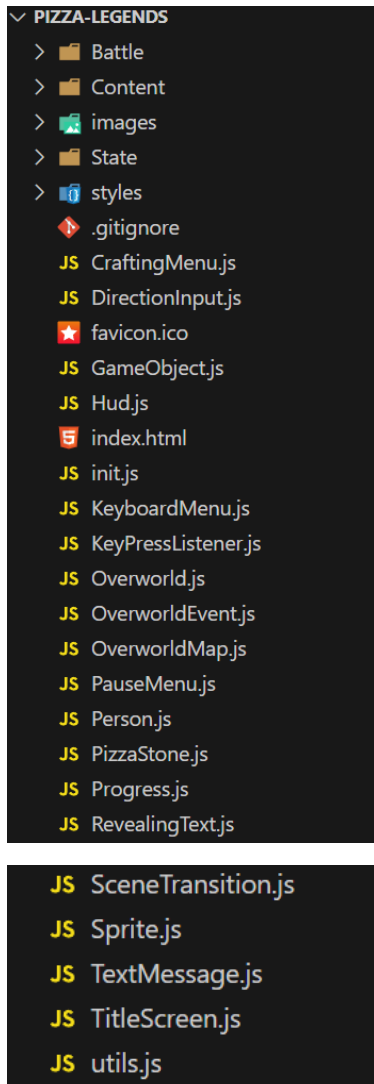 PIZZA-LEGENDS
Battle
Content
images
State
styles
.gitignore
JS CraftingMenu.js
JS DirectionInput.js
favicon.ico
JS GameObject.js
JS Hud.js
index.html
JS init.js
JS KeyboardMenu.js
JS KeyPressListener.js
JS Overworld.js
JS OverworldEvent.js
JS OverworldMap.js
JS PauseMenu.js
JS Person.js
JS PizzaStone.js
JS Progress.js
JS RevealingText.js
JS SceneTransition.js
JS Sprite.js
JS TextMessage.js
JS TitleScreen.js
JS utils.js